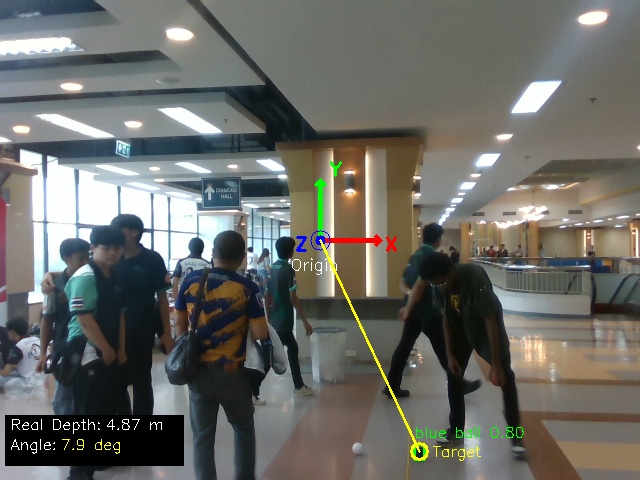 DIAMOND
HALL
Y
Z
X
Origin
Real Depth: 4.87 m
Angle: 7.9 deg
blue ball 0.80
Target